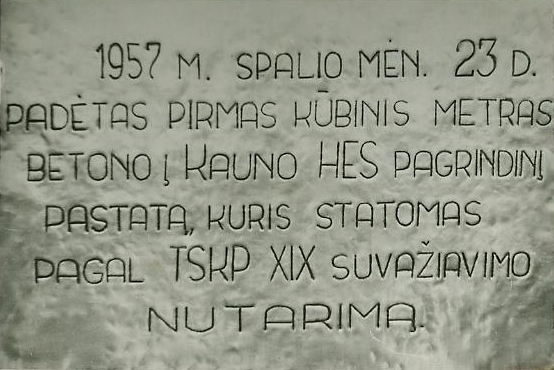 1957 M. SPALIO MĖN. 23 D.
PADĖTAS PIRMAS KŪBINIS METRAS
BETONO Į KAUNO HES PAGRINDINĮ
PASTATĄ, KURIS STATOMAS
PAGAL TSKP XIX SUVAŽIAVIMO
NUTARIMĄ.